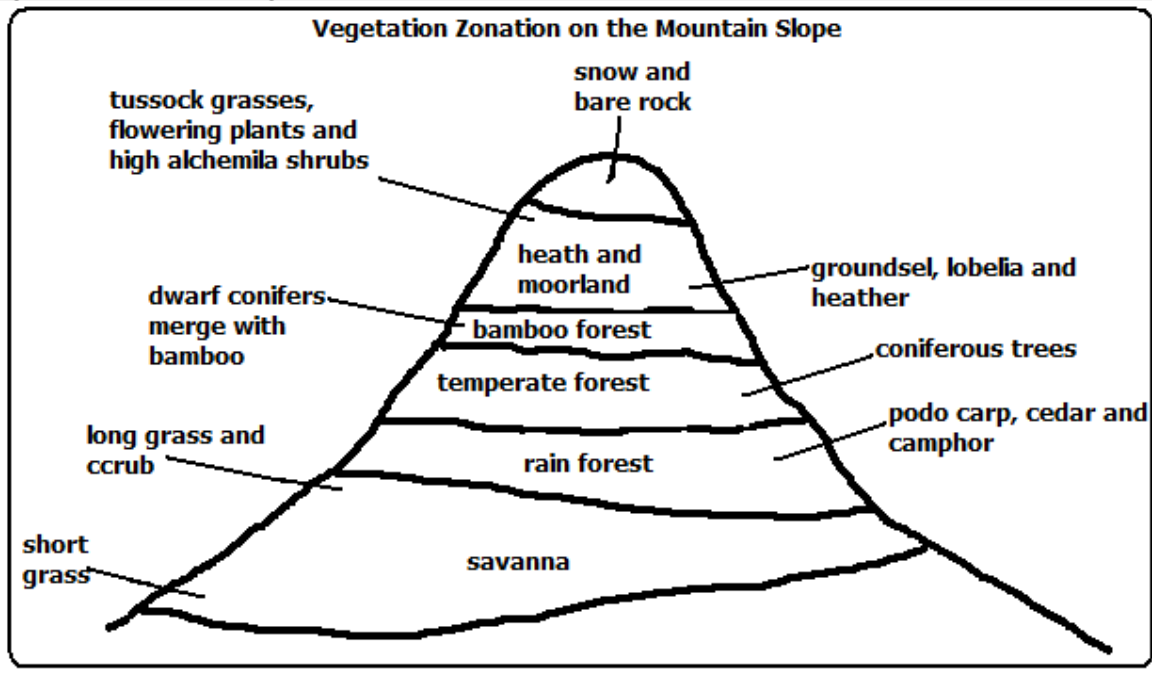 Vegetation Zonation on the Mountain Slope
snow and
bare rock
tussock grasses,
flowering plants and
high alchemila shrubs
heath and
moorland
groundsel, lobelia and
heather
dwarf conifers
merge with
bamboo
bamboo forest
coniferous trees
temperate forest
podo carp, cedar and
camphor
long grass and
ccrub
rain forest
short
grass
savanna